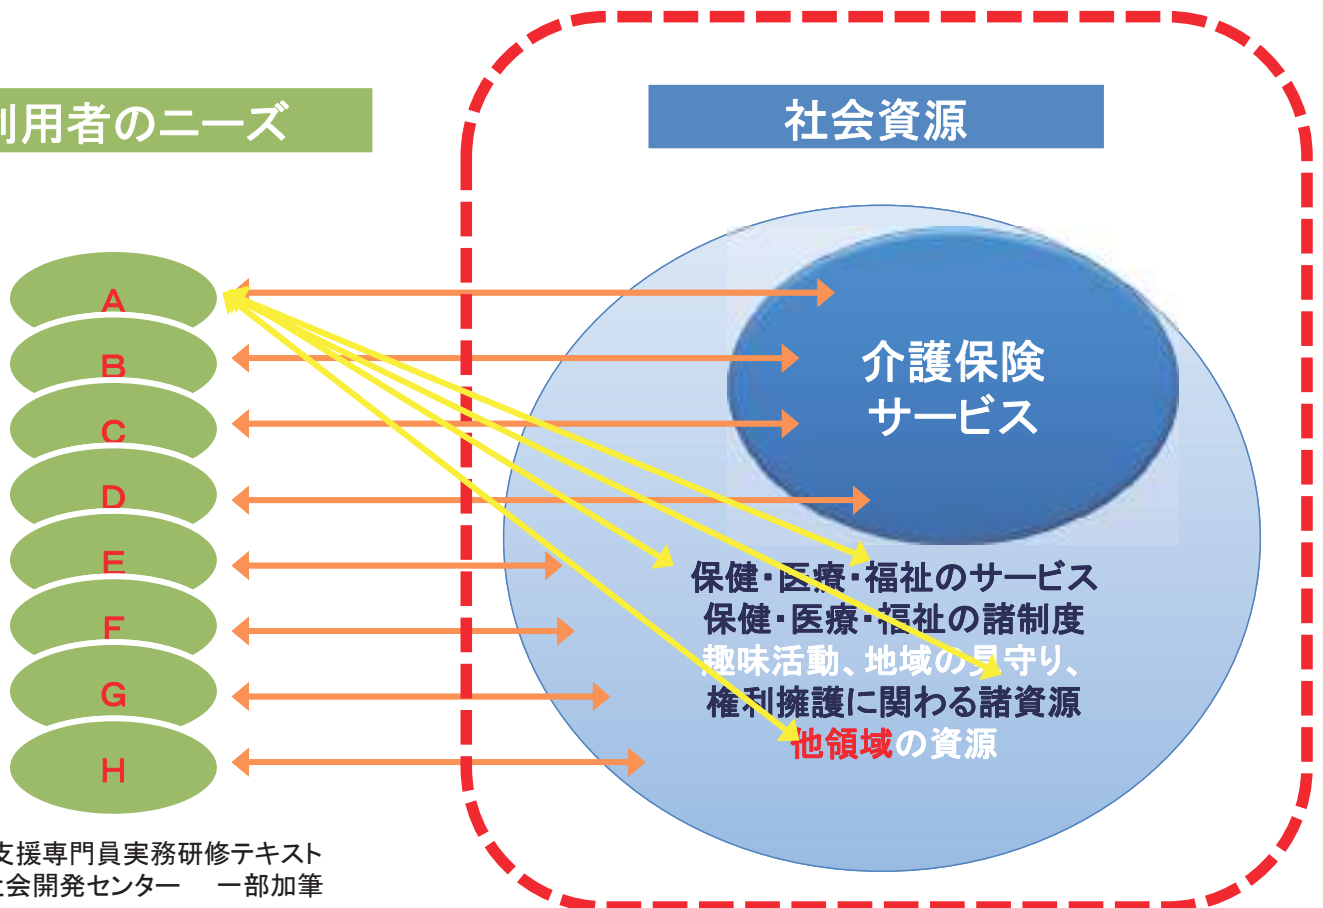 利用者のニーズ
社会資源
A
B
C
D
E
F
G
H
介護保険
サービス
保健・医療・福祉のサービス
保健・医療・福祉の諸制度
趣味活動、地域の見守り、
権利擁護に関わる諸資源
他領域の資源
支援専門員実務研修テキスト
社会開発センター 一部加筆